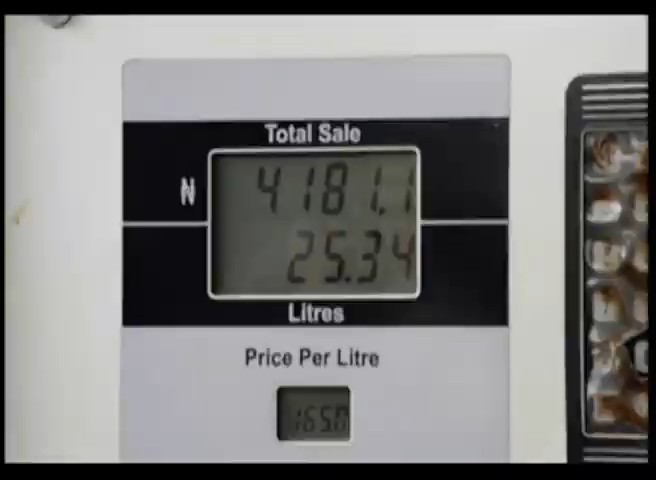 Total Sale
N 4181.1
25.34
Litres
Price Per Litre
165.0